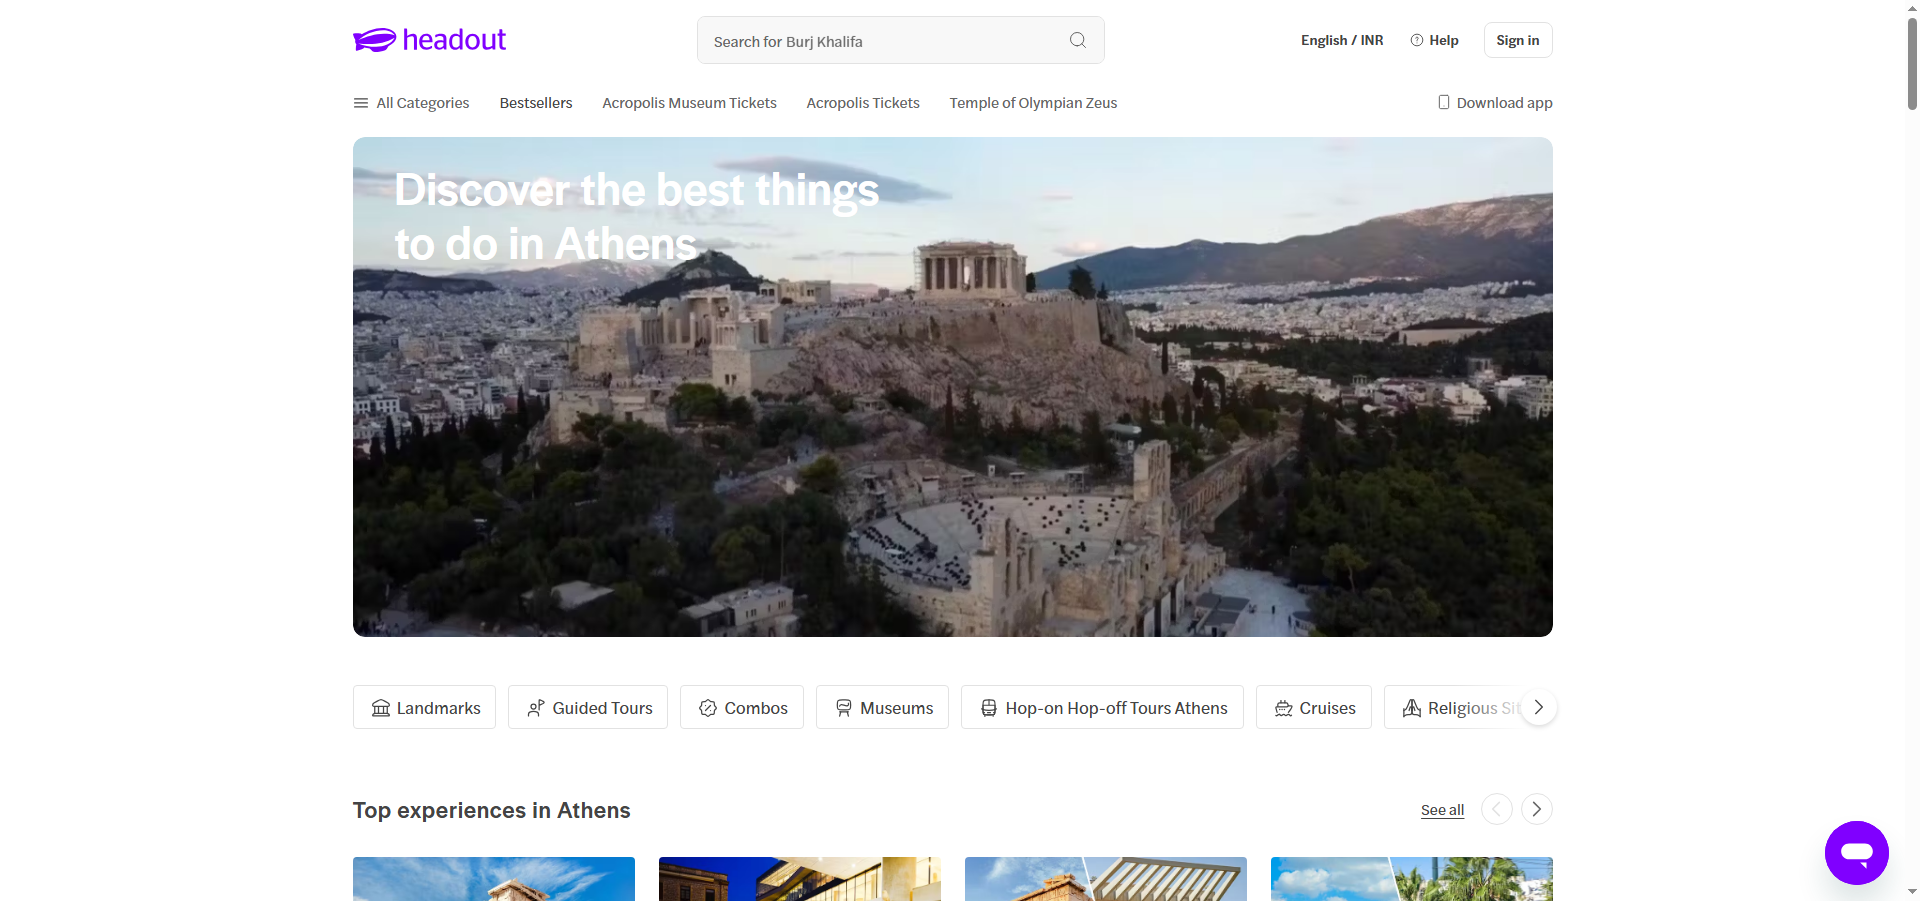 headout
Search for Burj Khalifa
English / INR
Help
Sign in
All Categories
Bestsellers
Acropolis Museum Tickets
Acropolis Tickets
Temple of Olympian Zeus
Download app
Discover the best things
to do in Athens
Landmarks
Guided Tours
Combos
Museums
Hop-on Hop-off Tours Athens
Cruises
Religious Sit
Top experiences in Athens
See all